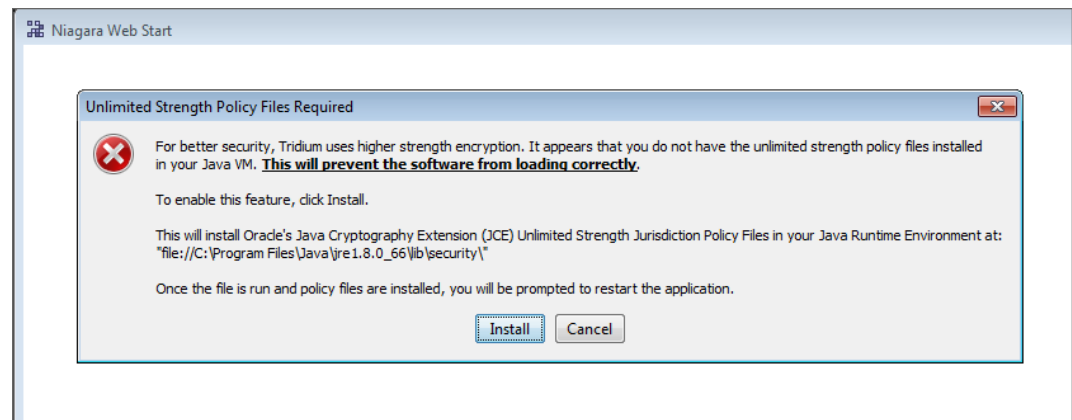 Niagara Web Start
Unlimited Strength Policy Files Required
For better security, Tridium uses higher strength encryption. It appears that you do not have the unlimited strength policy files installed
in your Java VM. This will prevent the software from loading correctly.
To enable this feature, click Install.
This will install Oracle's Java Cryptography Extension (JCE) Unlimited Strength Jurisdiction Policy Files in your Java Runtime Environment at:
"file://C:\Program Files\Java\jre1.8.0_66\lib\security\"
Once the file is run and policy files are installed, you will be prompted to restart the application.
Install Cancel